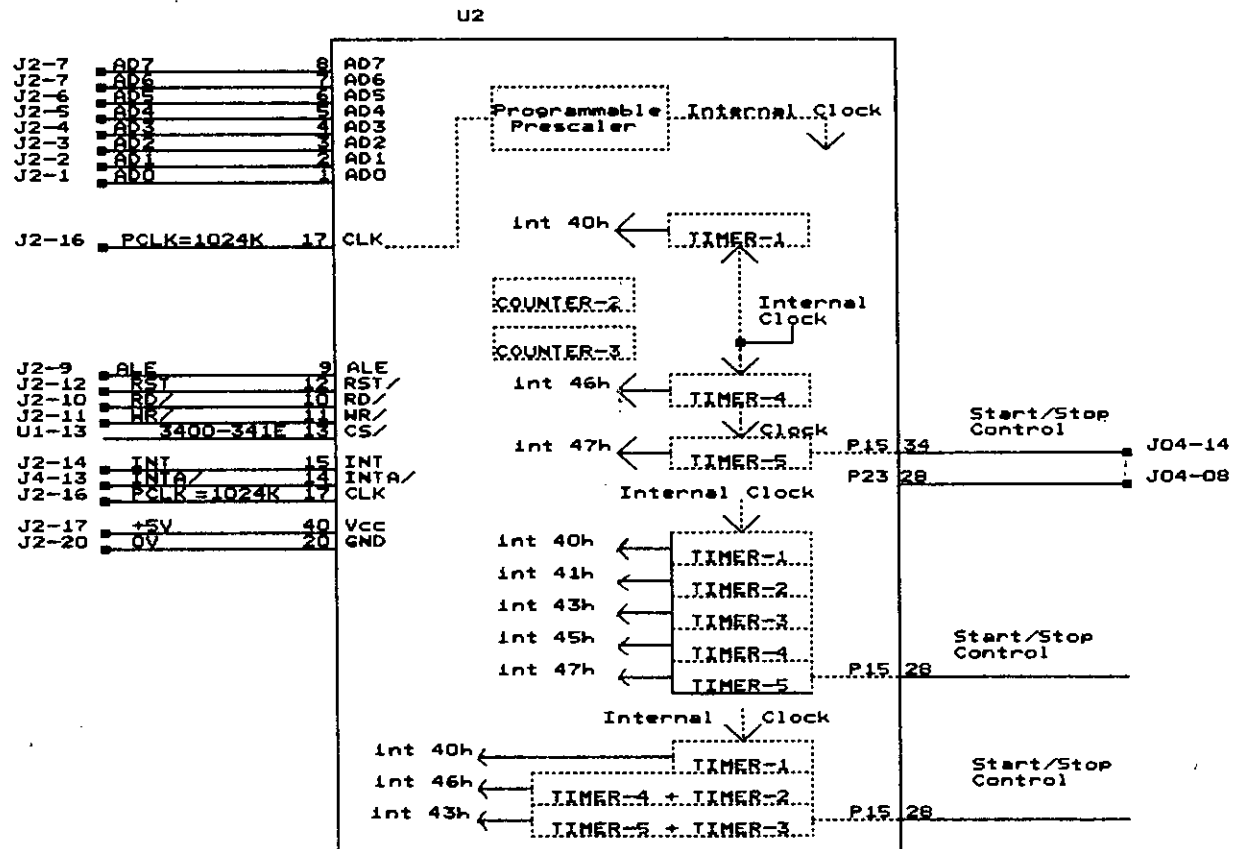 U2
J2-7 AD7 8 AD7
J2-7 AD6 7 AD6
J2-6 AD5 6 AD5
J2-5 AD4 5 AD4
J2-4 AD3 4 AD3
J2-3 AD2 3 AD2
J2-2 AD1 2 AD1
J2-1 AD0 1 AD0
Programmable Internal Clock
Prescaler
int 40h
TIMER-1
J2-16 PCLK=1024K 17 CLK
COUNTER-2
Internal
Clock
COUNTER-3
J2-9 ALE 9 ALE
J2-12 RST 12 RST/
J2-10 RD/ 10 RD/
J2-11 WR/ 11 WR/
U1-13 3400-341E 13 CS/
int 46h
TIMER-4
Clock
Start/Stop
Control
int 47h
TIMER-5
P15 34 J04-14
P23 28 J04-08
J2-14 INT 15 INT
J4-13 INTA/ 14 INTA/
J2-16 PCLK=1024K 17 CLK
J2-17 +5V 40 Vcc
J2-20 0V 20 GND
Internal Clock
int 40h TIMER-1
int 41h TIMER-2
int 43h TIMER-3
int 45h TIMER-4
int 47h TIMER-5
Start/Stop
Control
P15 28
Internal Clock
int 40h TIMER-1
int 46h TIMER-4 + TIMER-2
int 43h TIMER-5 + TIMER-3
Start/Stop
Control
P15 28